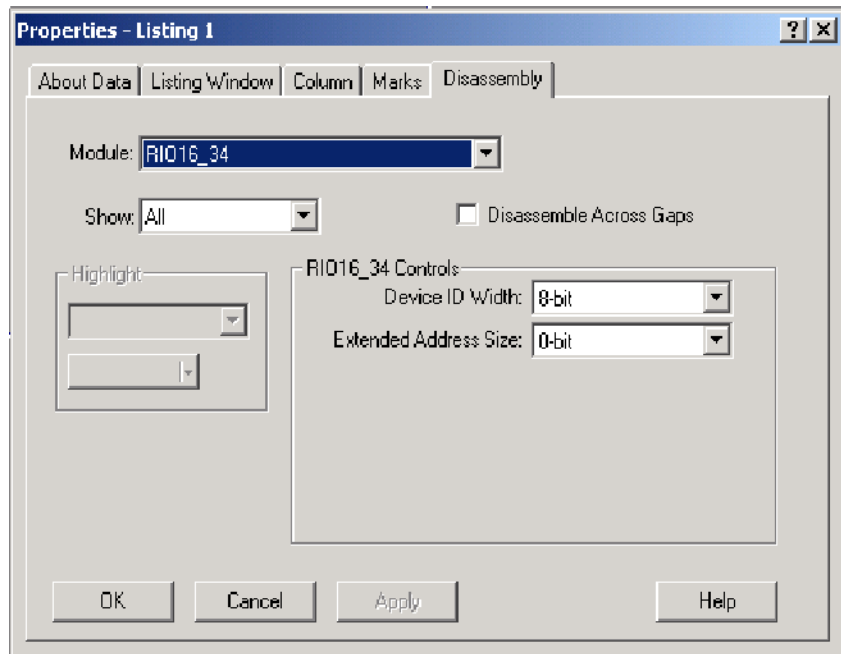 Properties - Listing 1
About Data Listing Window Column Marks Disassembly
Module: RIO16_34
Show: All Disassemble Across Gaps
Highlight
RIO16_34 Controls
Device ID Width: 8-bit
Extended Address Size: 0-bit
OK Cancel Apply Help